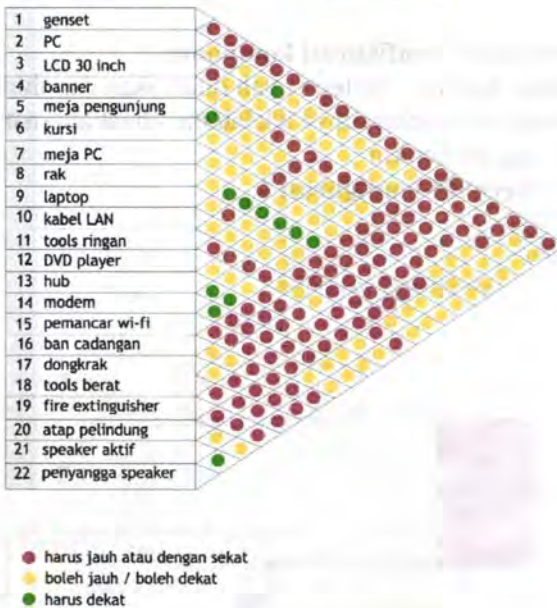 1 genset
2 PC
3 LCD 30 inch
4 banner
5 meja pengunjung
6 kursi
7 meja PC
8 rak
9 laptop
10 kabel LAN
11 tools ringan
12 DVD player
13 hub
14 modem
15 pemancar wi-fi
16 ban cadangan
17 dongkrak
18 tools berat
19 fire extinguisher
20 atap pelindung
21 speaker aktif
22 penyangga speaker
harus jauh atau dengan sekat
boleh jauh / boleh dekat
harus dekat